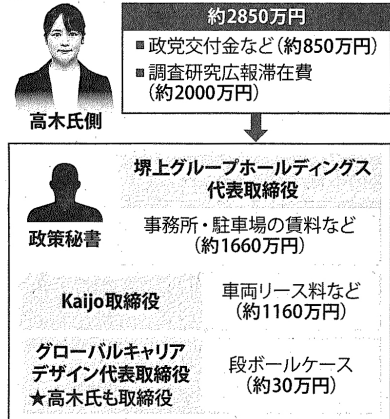 約2850万円
■政党交付金など(約850万円)
■調査研究広報滞在費
(約2000万円)
高木氏側
政策秘書
堺上グループホールディングス
代表取締役
事務所・駐車場の賃料など
(約1660万円)
Kaijo取締役
車両リース料など
(約1160万円)
グローバルキャリア
デザイン代表取締役
★高木氏も取締役
段ボールケース
(約30万円)